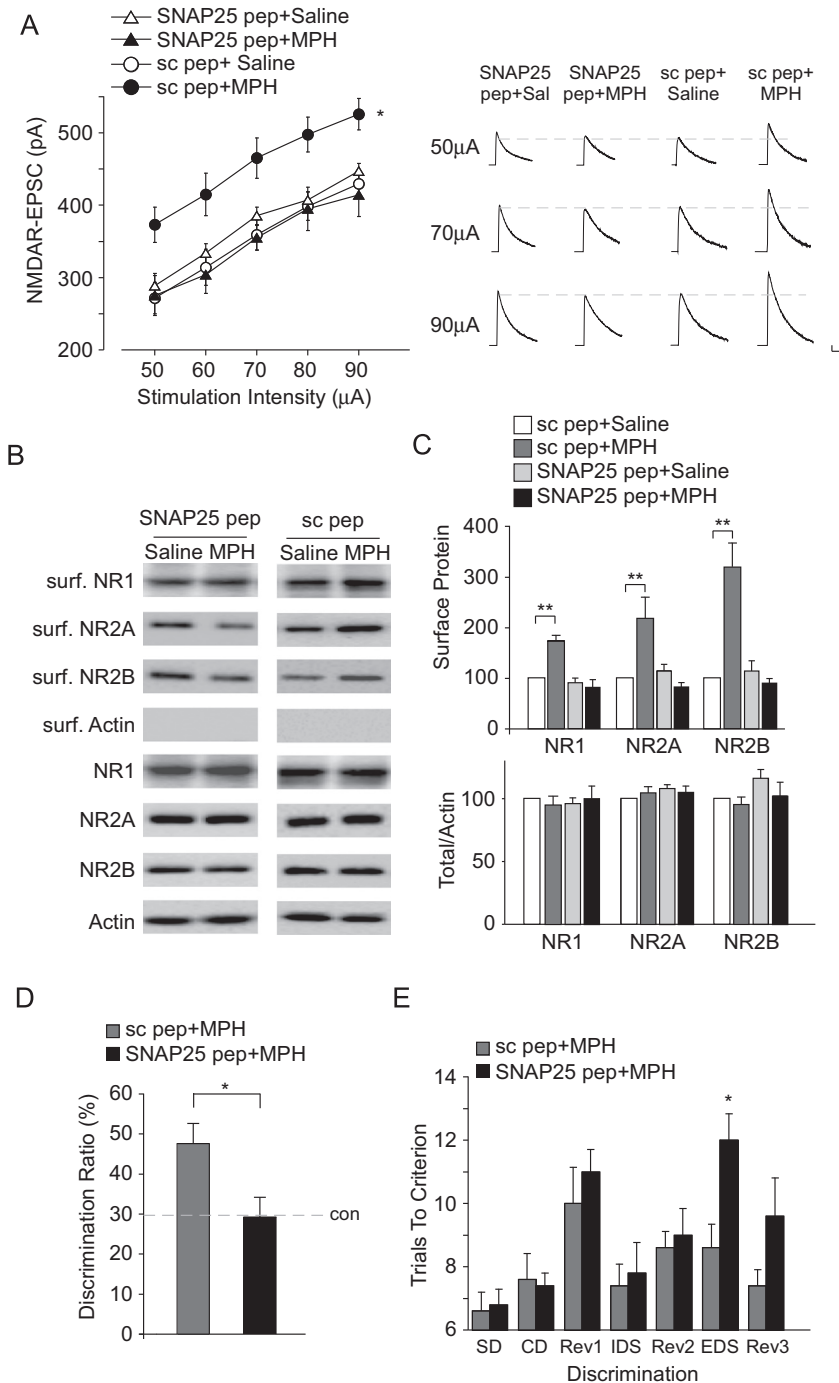 A
SNAP25 pep+Saline
SNAP25 pep+MPH
sc pep+ Saline
sc pep+MPH
NMDAR-EPSC (pA)
500
400
300
200
*
50 60 70 80 90
Stimulation Intensity (μA)
SNAP25 pep+Sal
SNAP25 pep+MPH
sc pep+ Saline
sc pep+ MPH
50μA
70μA
90μA
B
SNAP25 pep sc pep
Saline MPH Saline MPH
surf. NR1
surf. NR2A
surf. NR2B
surf. Actin
NR1
NR2A
NR2B
Actin
C
sc pep+Saline
sc pep+MPH
SNAP25 pep+Saline
SNAP25 pep+MPH
Surface Protein
400
300
200
100
0
** ** **
NR1 NR2A NR2B
Total/Actin
100
50
0
NR1 NR2A NR2B
D
sc pep+MPH
SNAP25 pep+MPH
Discrimination Ratio (%)
60
50
40
30
20
10
0
*
con
E
sc pep+MPH
SNAP25 pep+MPH
Trials To Criterion
14
12
10
8
6
*
SD CD Rev1 IDS Rev2 EDS Rev3
Discrimination